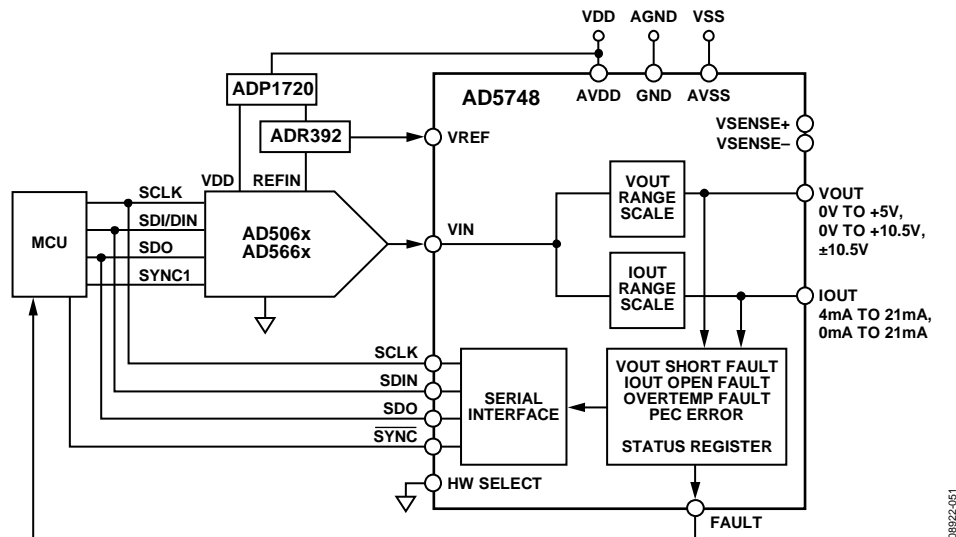 VDD AGND VSS
ADP1720
AD5748
AVDD GND AVSS
VSENSE+
VSENSE–
ADR392
VREF
VDD REFIN
SCLK
SDI/DIN
SDO
SYNC1
MCU
AD506x
AD566x
VIN
VOUT
RANGE
SCALE
VOUT
0V TO +5V,
0V TO +10.5V,
±10.5V
IOUT
RANGE
SCALE
IOUT
4mA TO 21mA,
0mA TO 21mA
SCLK
SDIN
SDO
SYNC
SERIAL
INTERFACE
VOUT SHORT FAULT
IOUT OPEN FAULT
OVERTEMP FAULT
PEC ERROR
STATUS REGISTER
HW SELECT
FAULT
08922-051